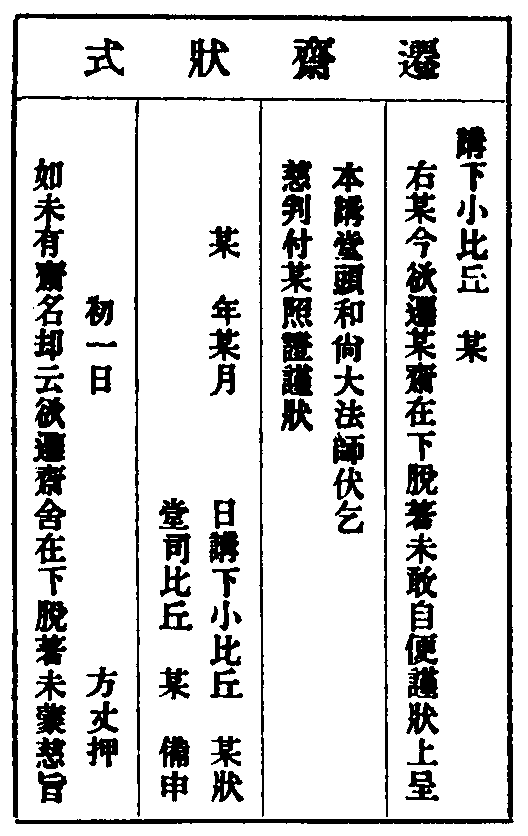 遷齋狀式
講下小比丘 某
右某今欲遷某齋在下脫著未敢自便謹狀上呈
本講堂頭和尚大法師伏乞
慈判付某照證謹狀
某 年某月 日講下小比丘 某狀
堂司比丘 某 備申
初一日 方丈押
如未有齋名却云欲遷齋舍在下脫著未蒙慈旨